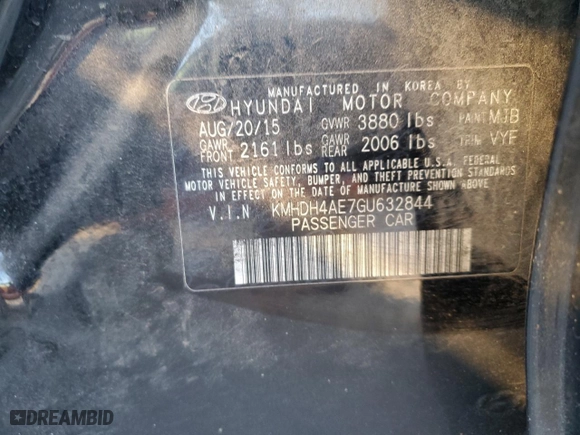 MANUFACTURED IN KOREA BY
HYUNDAI MOTOR COMPANY
AUG/20/15 GVWR 3880 lbs PAINT MJB
GAWR FRONT 2161 lbs GAWR REAR 2006 lbs TRIM VYF
THIS VEHICLE CONFORMS TO ALL APPLICABLE U.S.A. FEDERAL
MOTOR VEHICLE SAFETY, BUMPER, AND THEFT PREVENTION STANDARDS
IN EFFECT ON THE DATE OF MANUFACTURE SHOWN ABOVE.
V.I.N KMHDH4AE7GU632844
PASSENGER CAR
DREAMBID